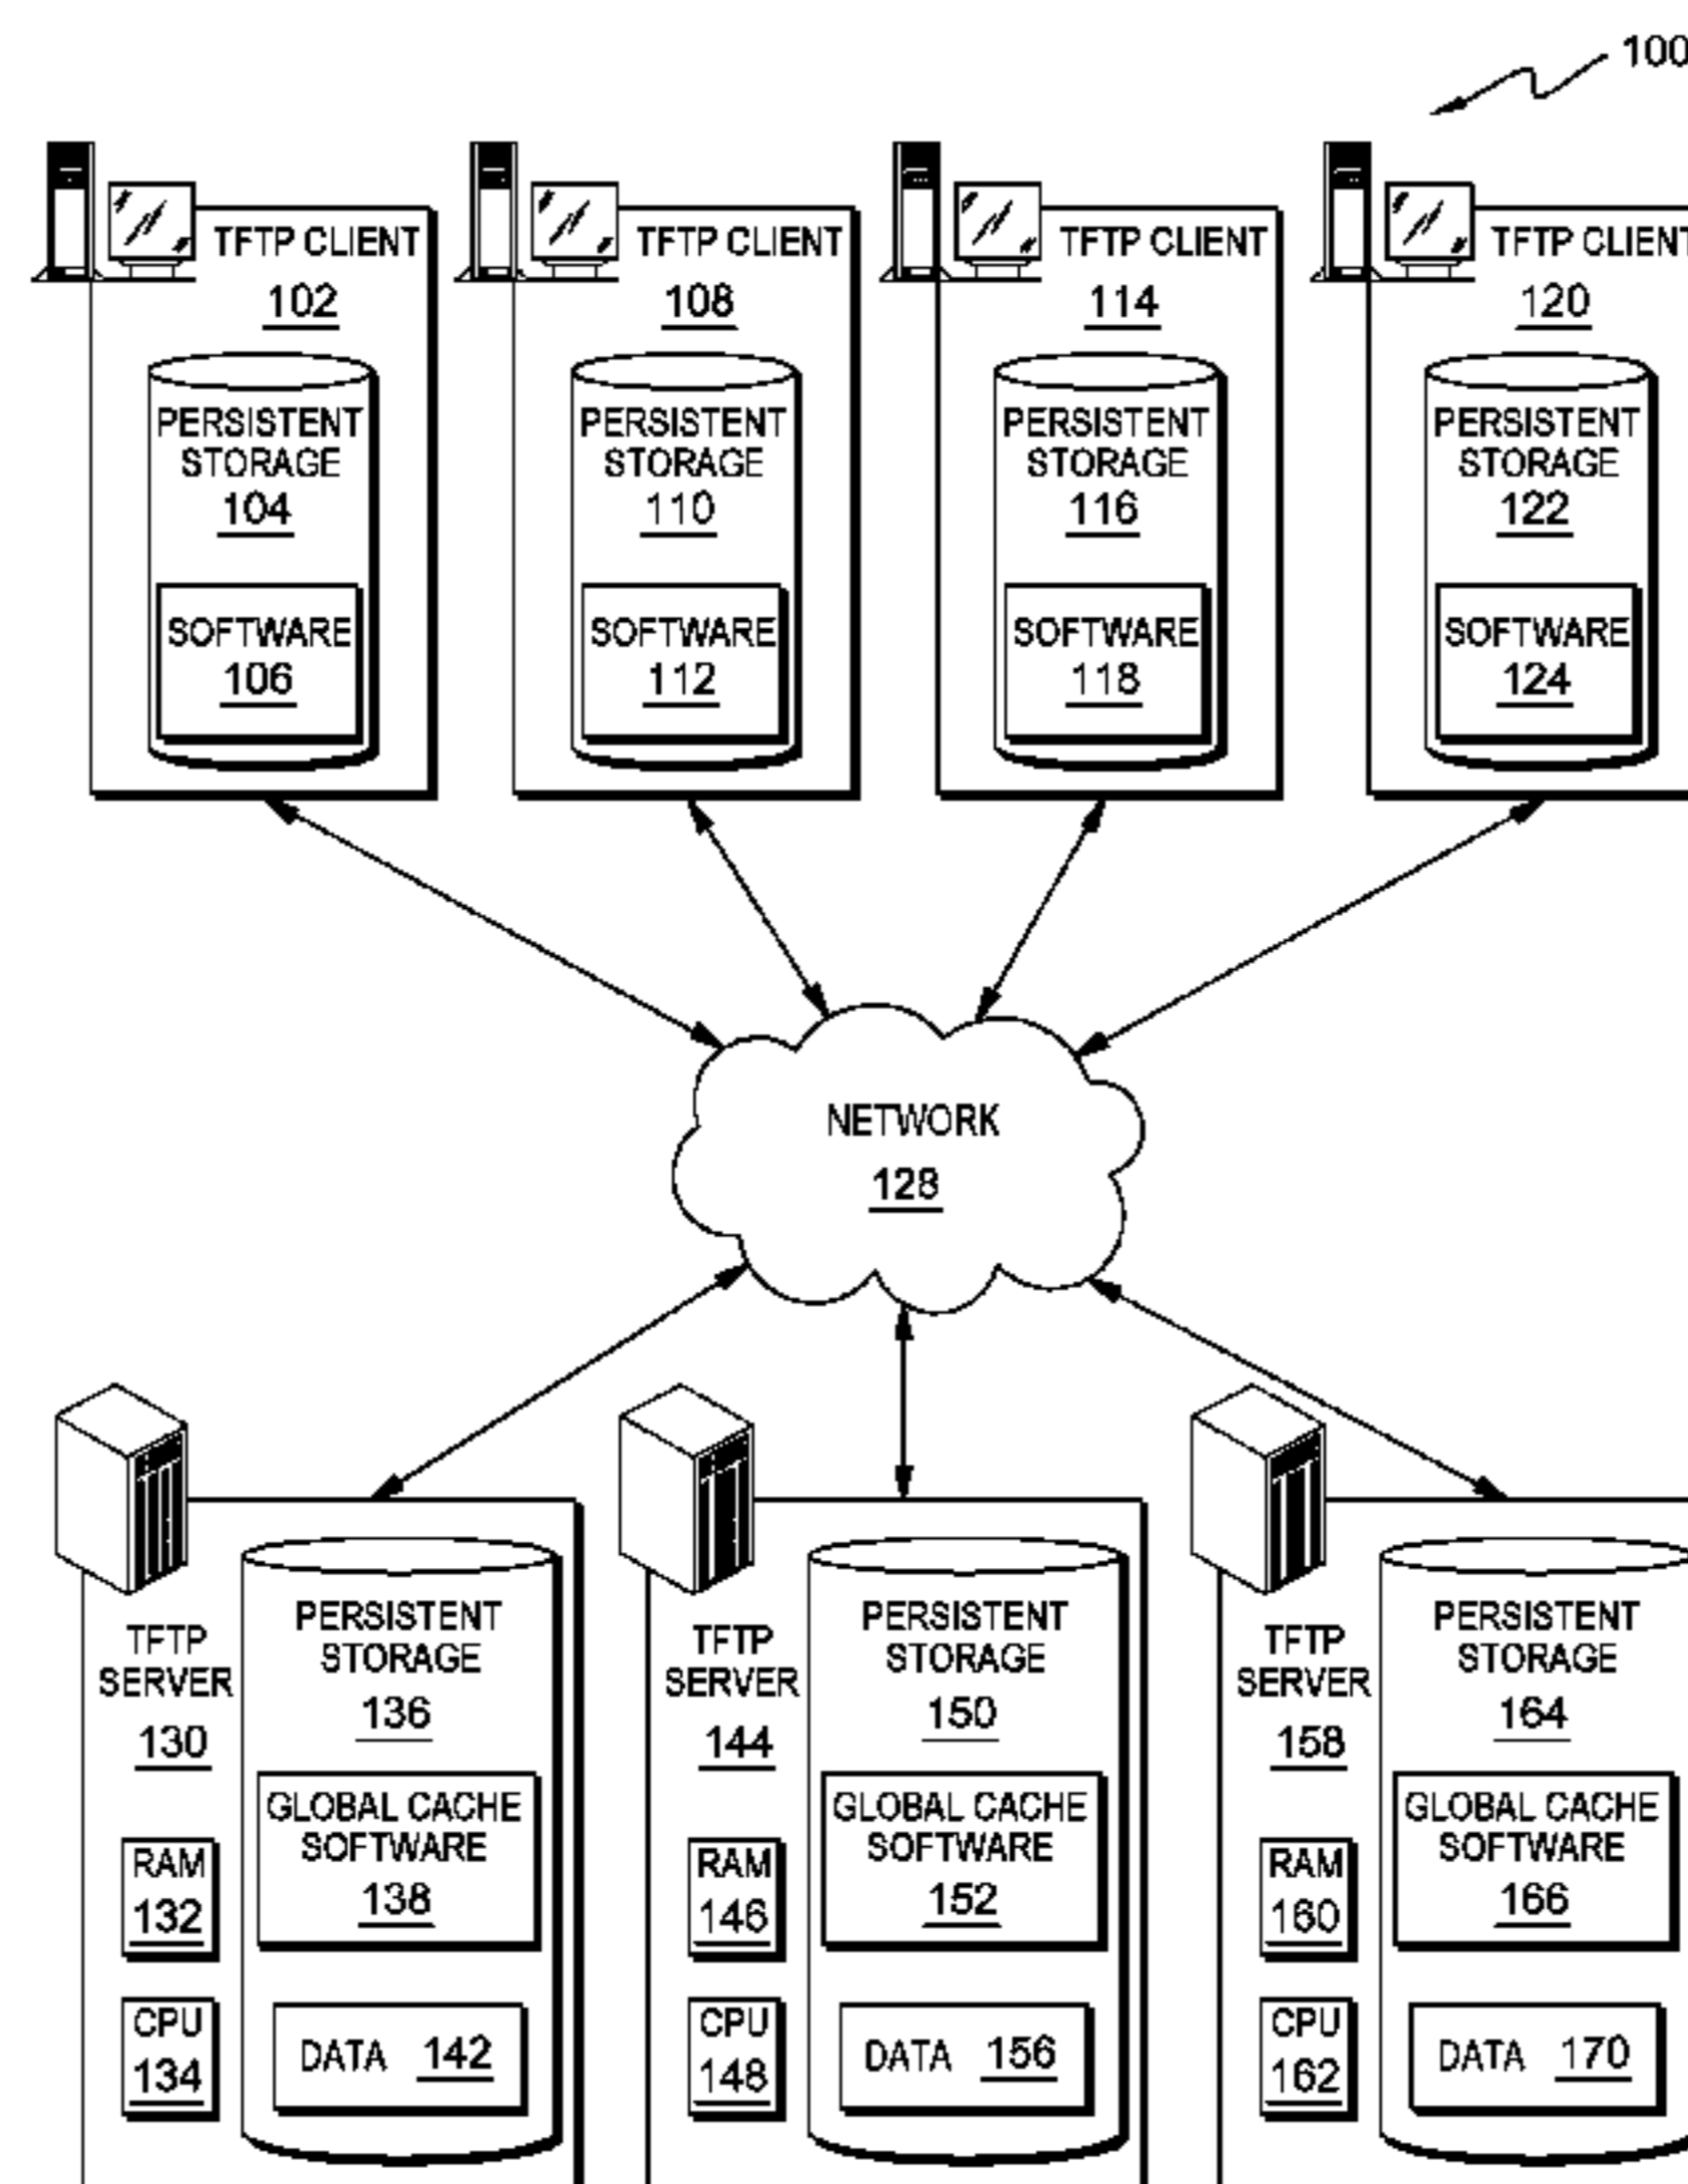 100
TFTP CLIENT
102
PERSISTENT
STORAGE
104
SOFTWARE
106
TFTP CLIENT
108
PERSISTENT
STORAGE
110
SOFTWARE
112
TFTP CLIENT
114
PERSISTENT
STORAGE
116
SOFTWARE
118
TFTP CLIENT
120
PERSISTENT
STORAGE
122
SOFTWARE
124
NETWORK
128
TFTP
SERVER
130
RAM
132
CPU
134
PERSISTENT
STORAGE
136
GLOBAL CACHE
SOFTWARE
138
DATA 142
TFTP
SERVER
144
RAM
146
CPU
148
PERSISTENT
STORAGE
150
GLOBAL CACHE
SOFTWARE
152
DATA 156
TFTP
SERVER
158
RAM
160
CPU
162
PERSISTENT
STORAGE
164
GLOBAL CACHE
SOFTWARE
166
DATA 170